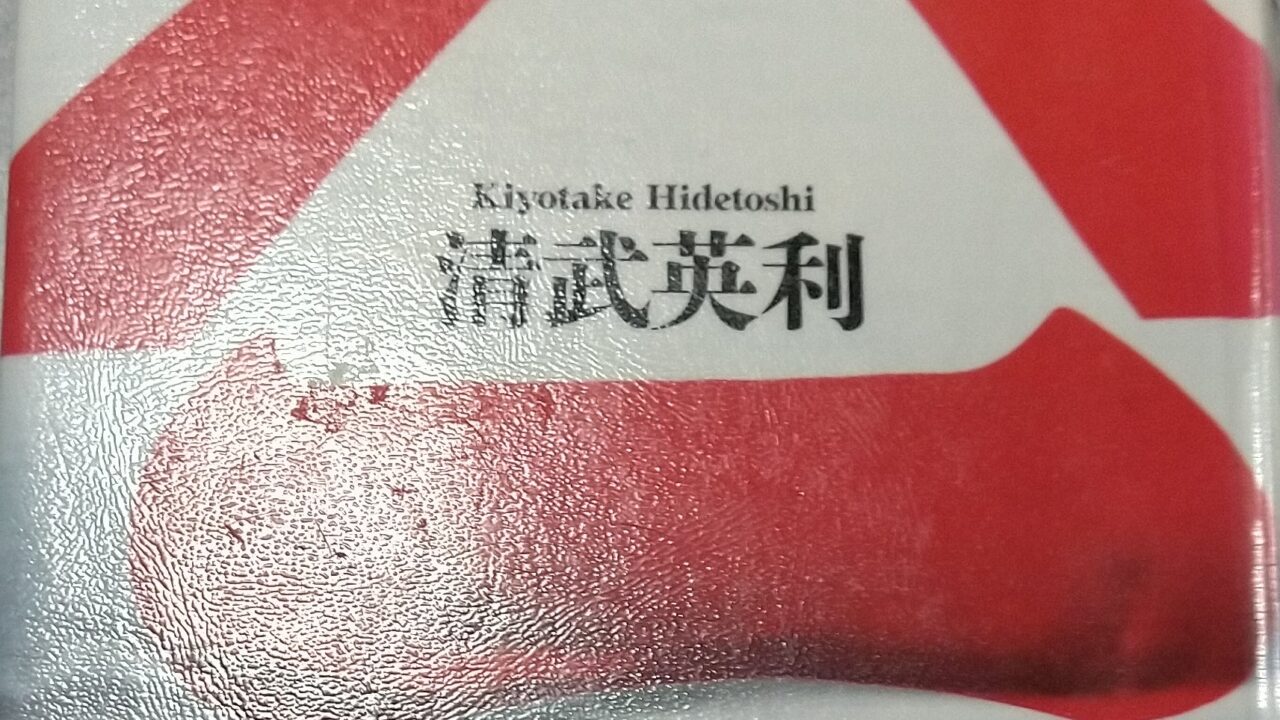 Kiyotake Hidetoshi
清武英利